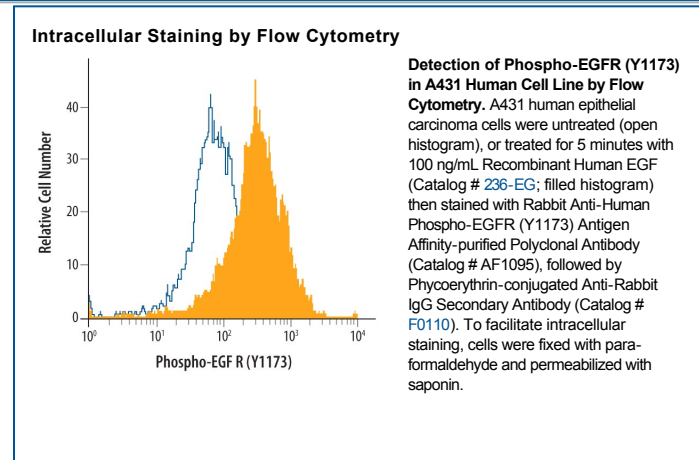 Intracellular Staining by Flow Cytometry
Relative Cell Number
40
30
20
10
0
10⁰ 10¹ 10² 10³ 10⁴
Phospho-EGF R (Y1173)
Detection of Phospho-EGFR (Y1173)
in A431 Human Cell Line by Flow
Cytometry. A431 human epithelial
carcinoma cells were untreated (open
histogram), or treated for 5 minutes with
100 ng/mL Recombinant Human EGF
(Catalog # 236-EG; filled histogram)
then stained with Rabbit Anti-Human
Phospho-EGFR (Y1173) Antigen
Affinity-purified Polyclonal Antibody
(Catalog # AF1095), followed by
Phycoerythrin-conjugated Anti-Rabbit
IgG Secondary Antibody (Catalog #
F0110). To facilitate intracellular
staining, cells were fixed with para-
formaldehyde and permeabilized with
saponin.